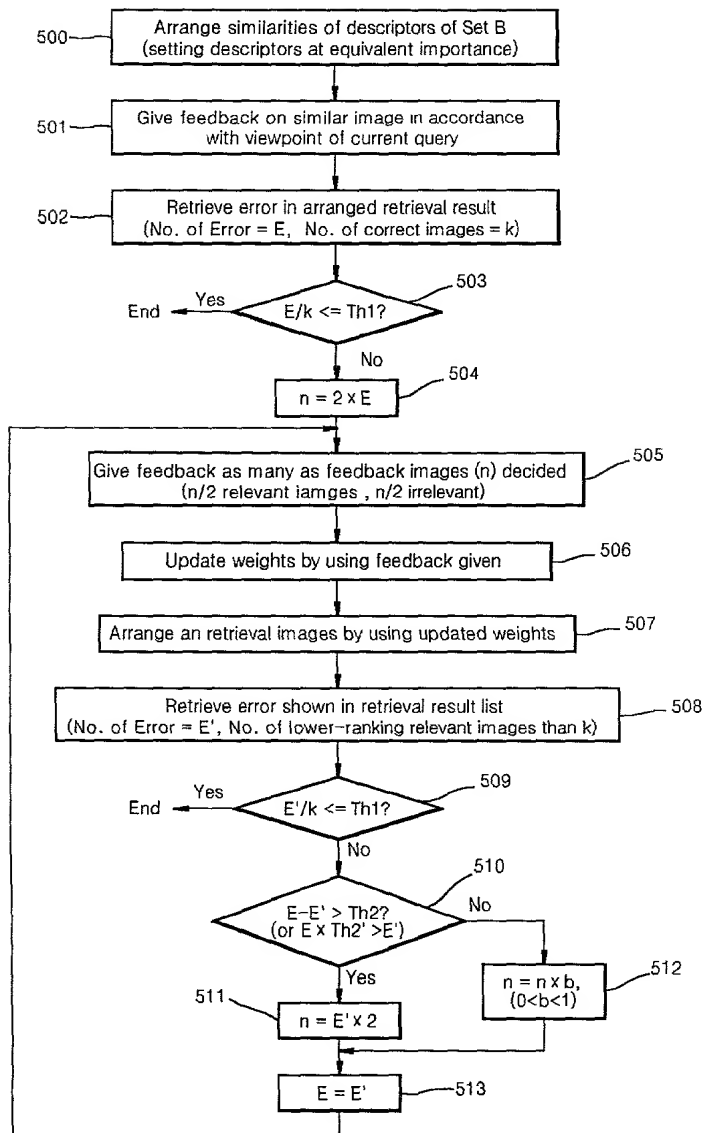 500
Arrange similarities of descriptors of Set B
(setting descriptors at equivalent importance)
501
Give feedback on similar image in accordance
with viewpoint of current query
502
Retrieve error in arranged retrieval result
(No. of Error = E, No. of correct images = k)
503
E/k <= Th1?
Yes
End
No
504
n = 2 x E
505
Give feedback as many as feedback images (n) decided
(n/2 relevant iamges , n/2 irrelevant)
506
Update weights by using feedback given
507
Arrange an retrieval images by using updated weights
508
Retrieve error shown in retrieval result list
(No. of Error = E', No. of lower-ranking relevant images than k)
509
E'/k <= Th1?
Yes
End
No
510
E-E' > Th2?
(or E x Th2' >E')
No
Yes
511
n = E' x 2
512
n = n x b,
(0<b<1)
E = E'
513